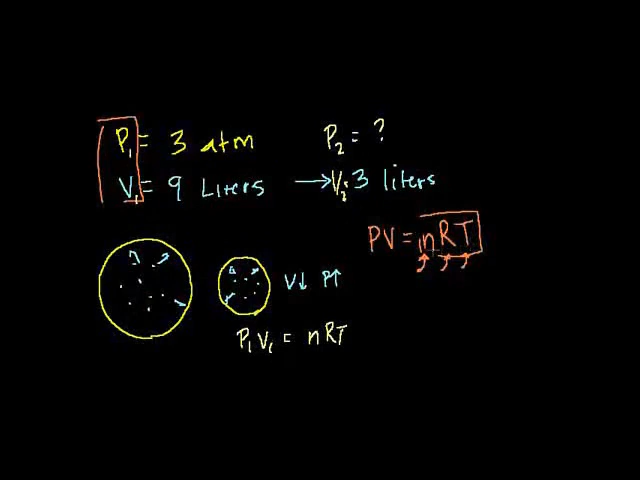 P₁ = 3 atm
P₂ = ?
V₁ = 9 Liters → V₂ = 3 liters
PV = nRT
V↓ P↑
P₁V₁ = nRT